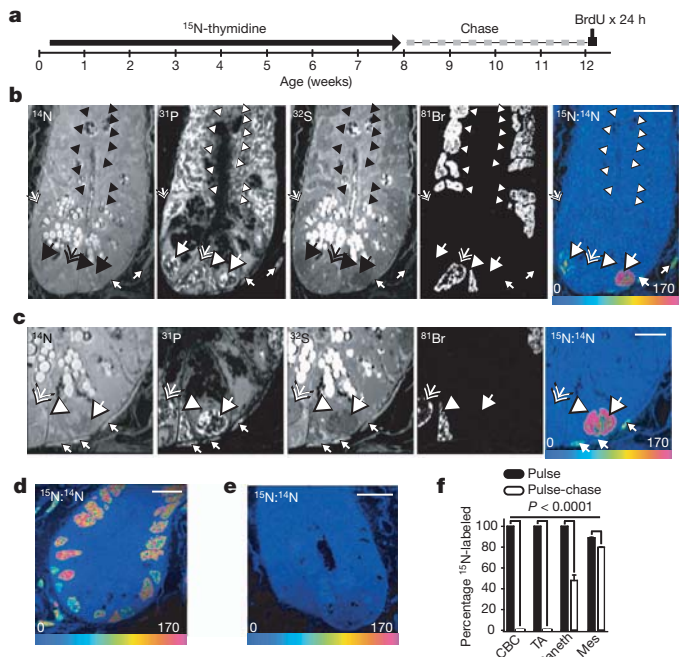 a
¹⁵N-thymidine
Chase
BrdU x 24 h
0 1 2 3 4 5 6 7 8 9 10 11 12
Age (weeks)
b
¹⁴N
³¹P
³²S
⁸¹Br
¹⁵N:¹⁴N
0 170
c
¹⁴N
³¹P
³²S
⁸¹Br
¹⁵N:¹⁴N
0 170
d
¹⁵N:¹⁴N
0 170
e
¹⁵N:¹⁴N
0 170
f
Pulse
Pulse-chase
P < 0.0001
Percentage ¹⁵N-labeled
100
80
60
40
20
0
CBC
TA
Mes